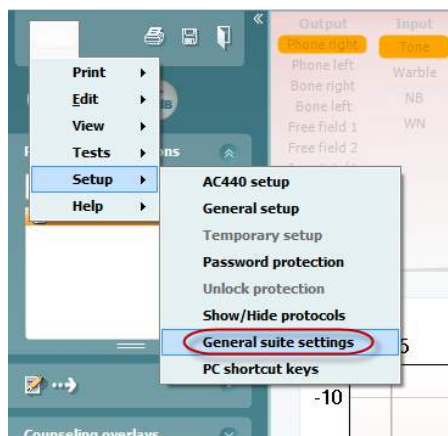 Output
Input
Phone right
Tone
Phone left
Warble
Bone right
NB
Bone left
WN
Free field 1
Free field 2
Print
Edit
View
Tests
Setup
Help
ons
AC440 setup
General setup
Temporary setup
Password protection
Unlock protection
Show/Hide protocols
General suite settings
PC shortcut keys
5
-10
Counseling overlays